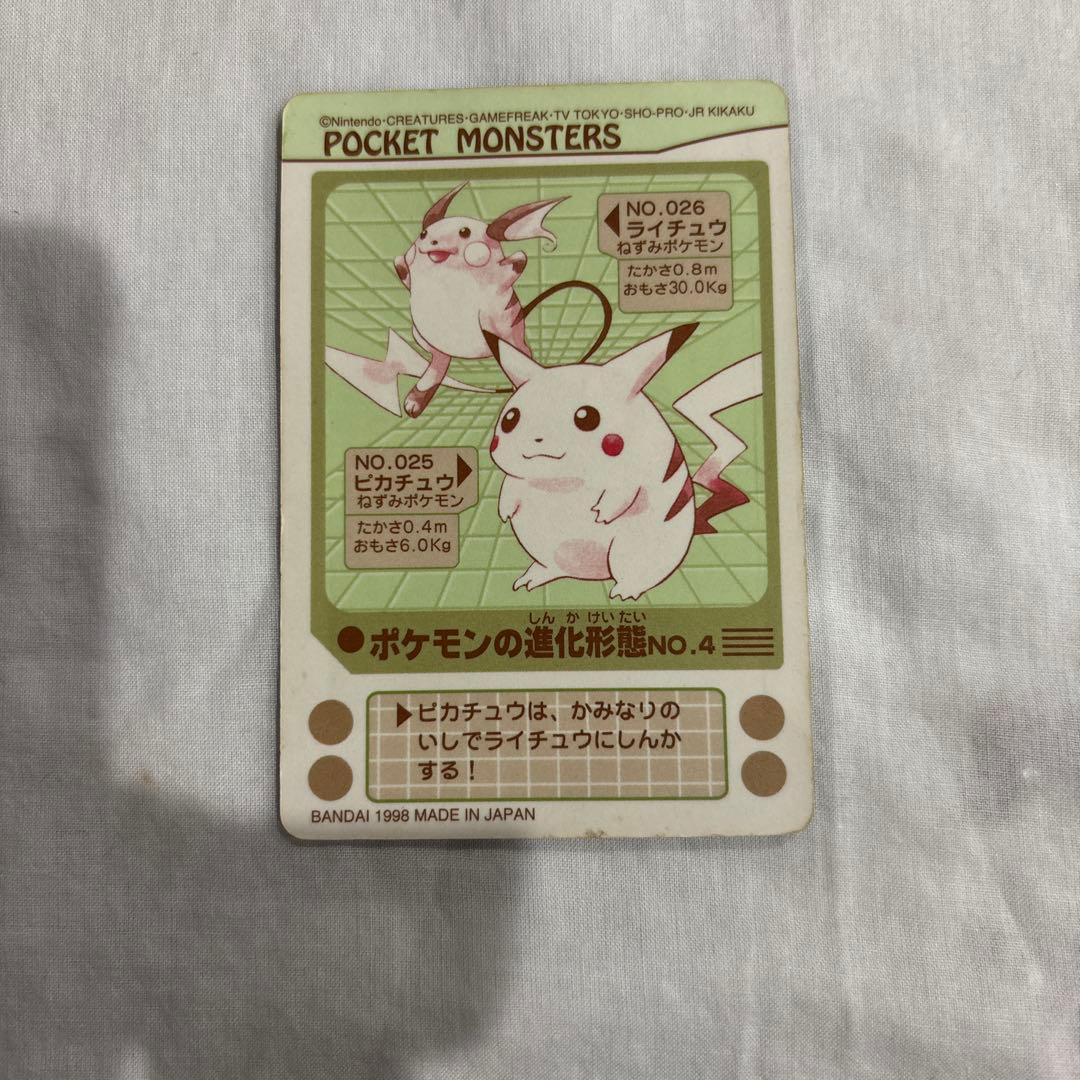 ©Nintendo・CREATURES・GAMEFREAK・TV TOKYO・SHO-PRO・JR KIKAKU
POCKET MONSTERS
◀NO.026
ライチュウ
ねずみポケモン
たかさ0.8m
おもさ30.0Kg
NO.025▶
ピカチュウ
ねずみポケモン
たかさ0.4m
おもさ6.0Kg
しんかけいたい
●ポケモンの進化形態NO.4
▶ピカチュウは、かみなりの
いしでライチュウにしんか
する!
BANDAI 1998 MADE IN JAPAN